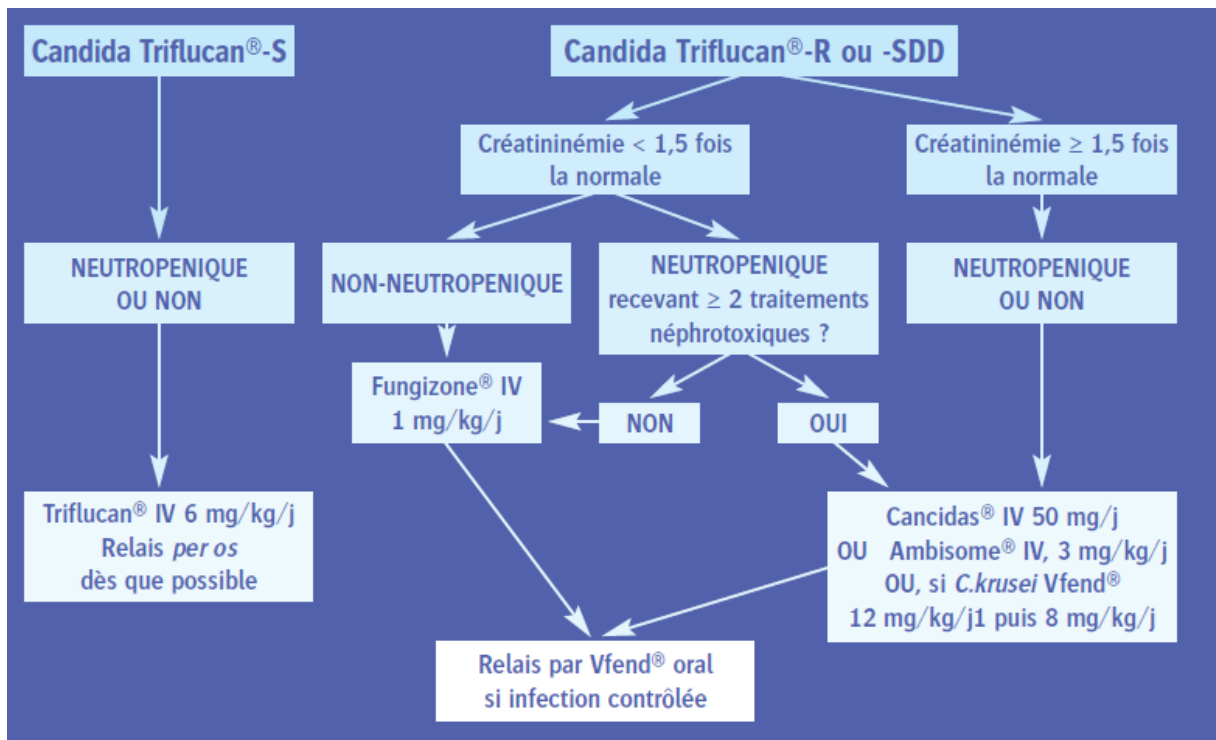 Candida Triflucan®-S
Candida Triflucan®-R ou -SDD
Créatininémie < 1,5 fois
la normale
Créatininémie ≥ 1,5 fois
la normale
NEUTROPENIQUE
OU NON
NON-NEUTROPENIQUE
NEUTROPENIQUE
recevant ≥ 2 traitements
néphrotoxiques ?
NEUTROPENIQUE
OU NON
Fungizone® IV
1 mg/kg/j
NON
OUI
Triflucan® IV 6 mg/kg/j
Relais per os
dès que possible
Cancidas® IV 50 mg/j
OU Ambisome® IV, 3 mg/kg/j
OU, si C.krusei Vfend®
12 mg/kg/j1 puis 8 mg/kg/j
Relais par Vfend® oral
si infection contrôlée